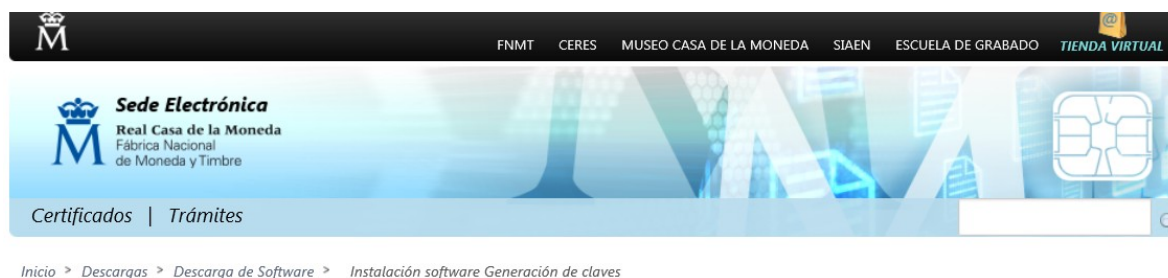 FNMT CERES MUSEO CASA DE LA MONEDA SIAEN ESCUELA DE GRABADO TIENDA VIRTUAL
Sede Electrónica
Real Casa de la Moneda
Fábrica Nacional
de Moneda y Timbre
Certificados | Trámites
Inicio > Descargas > Descarga de Software > Instalación software Generación de claves